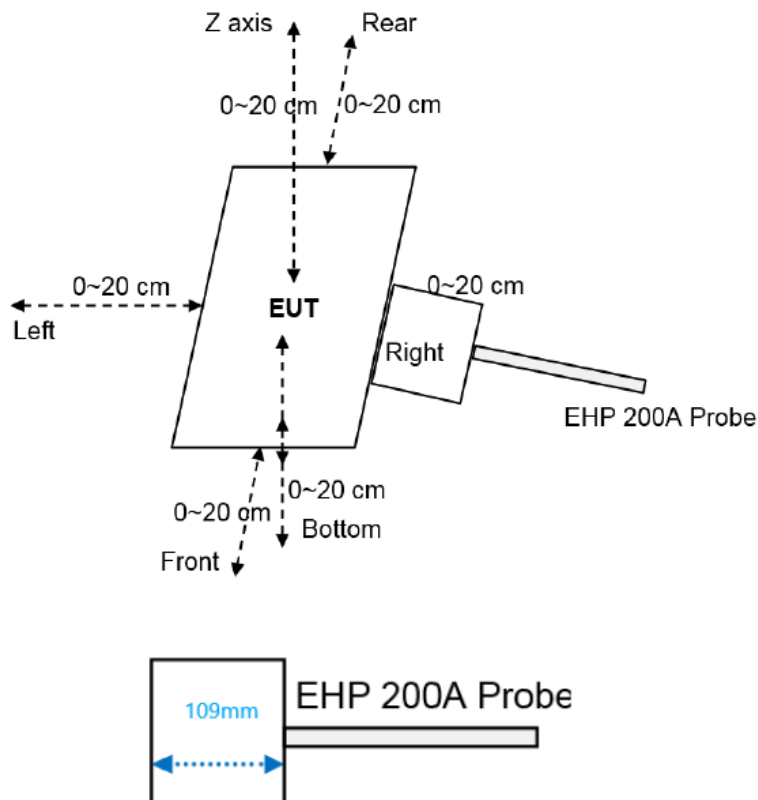 Z axis
Rear
0~20 cm
0~20 cm
0~20 cm
0~20 cm
EUT
Left
Right
EHP 200A Probe
0~20 cm
0~20 cm
Bottom
Front
EHP 200A Probe
109mm